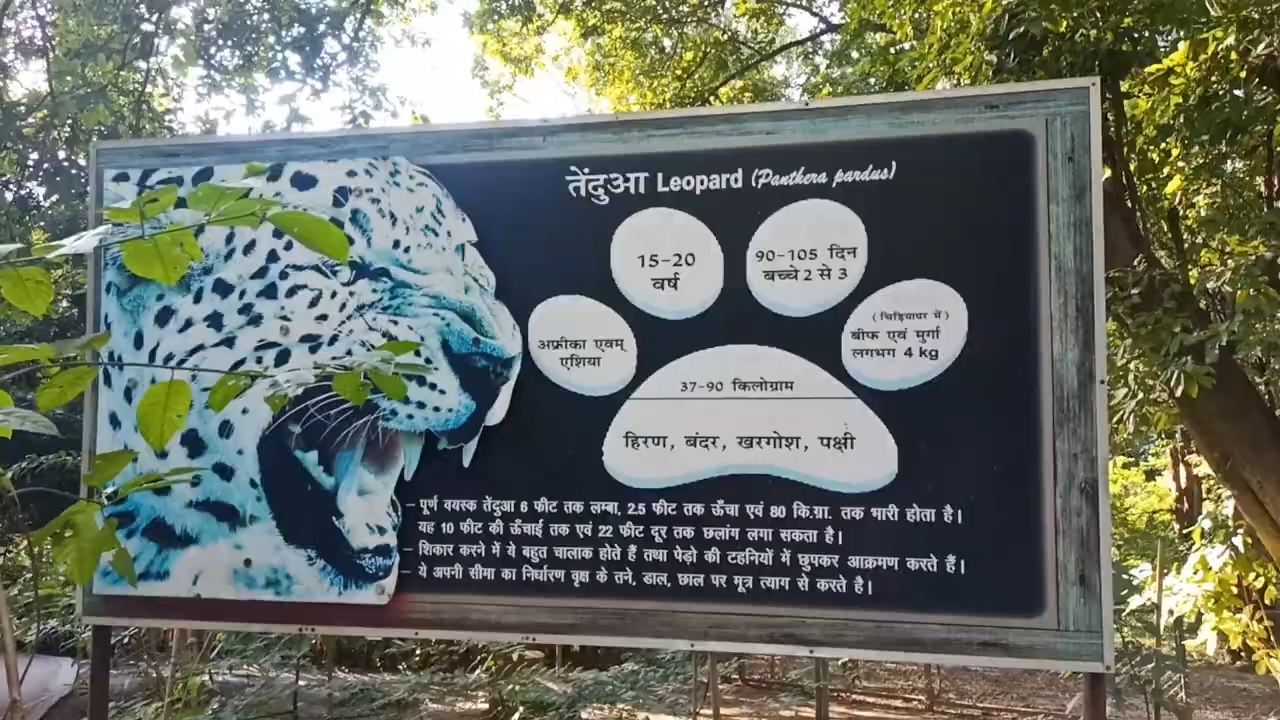 तेंदुआ Leopard (Panthera pardus)
15-20
वर्ष
90-105 दिन
बच्चे 2 से 3
अफ्रीका एवम्
एशिया
(चिड़ियाघर में)
बीफ एवं मुर्गा
लगभग 4 kg
37-90 किलोग्राम
हिरण, बंदर, खरगोश, पक्षी
– पूर्ण वयस्क तेंदुआ 6 फीट तक लम्बा, 2.5 फीट तक ऊँचा एवं 80 कि.ग्रा. तक भारी होता है।
यह 10 फीट की ऊँचाई तक एवं 22 फीट दूर तक छलांग लगा सकता है।
– शिकार करने में ये बहुत चालाक होते हैं तथा पेड़ो की टहनियों में छुपकर आक्रमण करते हैं।
– ये अपनी सीमा का निर्धारण वृक्ष के तने, डाल, छाल पर मूत्र त्याग से करते है।